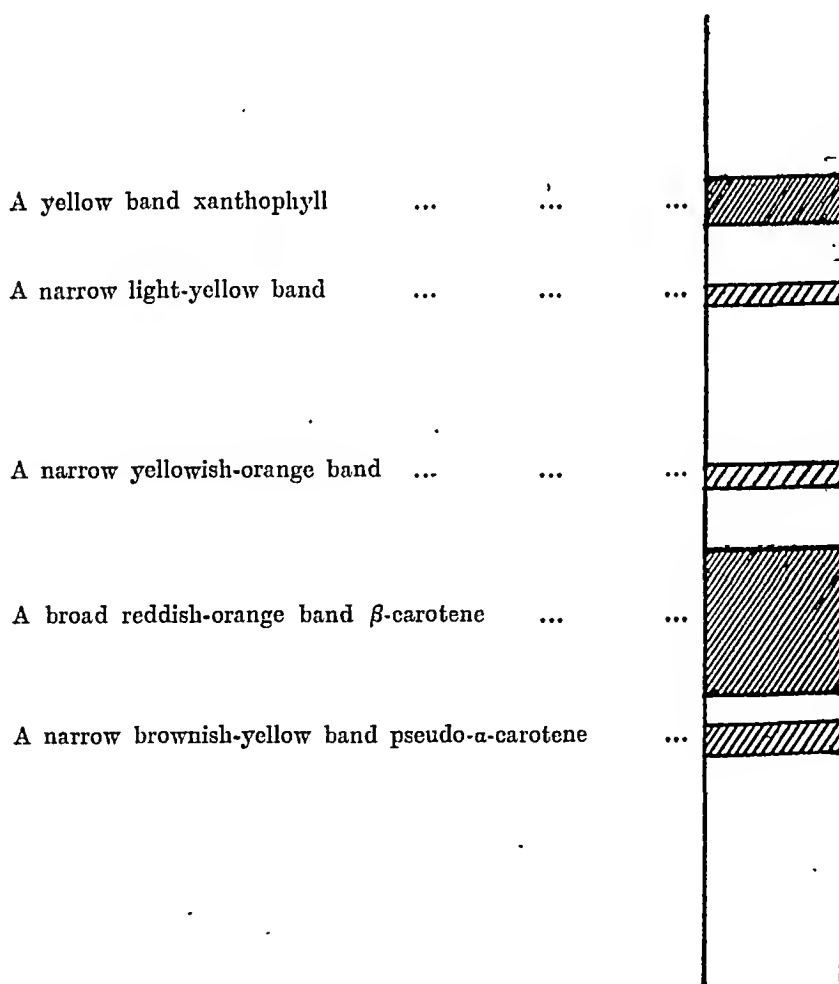 A yellow band xanthophyll ... ... ...
A narrow light-yellow band ... ... ...
A narrow yellowish-orange band ... ... ...
A broad reddish-orange band β-carotene ... ...
A narrow brownish-yellow band pseudo-α-carotene ...